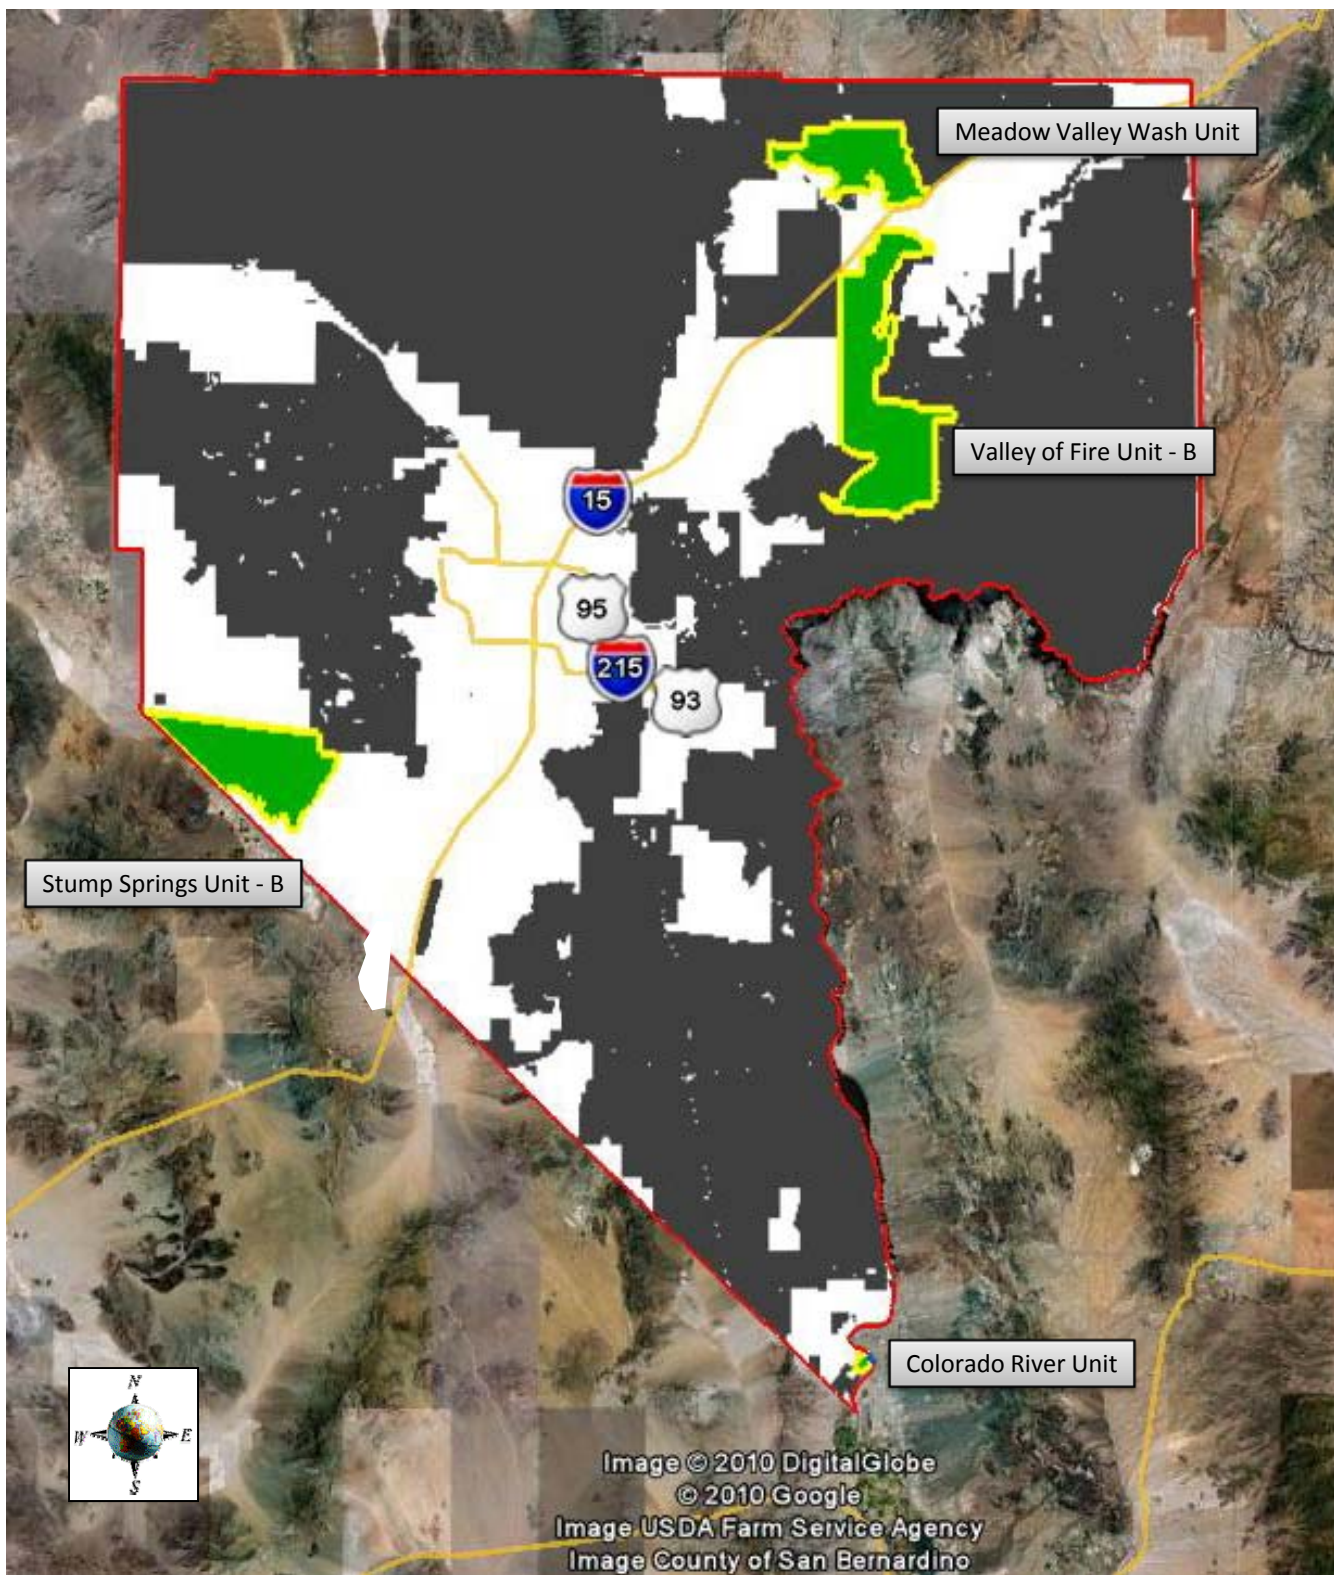 Meadow Valley Wash Unit
Valley of Fire Unit - B
15
95
215
93
Stump Springs Unit - B
Colorado River Unit
N
W E
S
Image © 2010 DigitalGlobe
© 2010 Google
Image USDA Farm Service Agency
Image County of San Bernardino